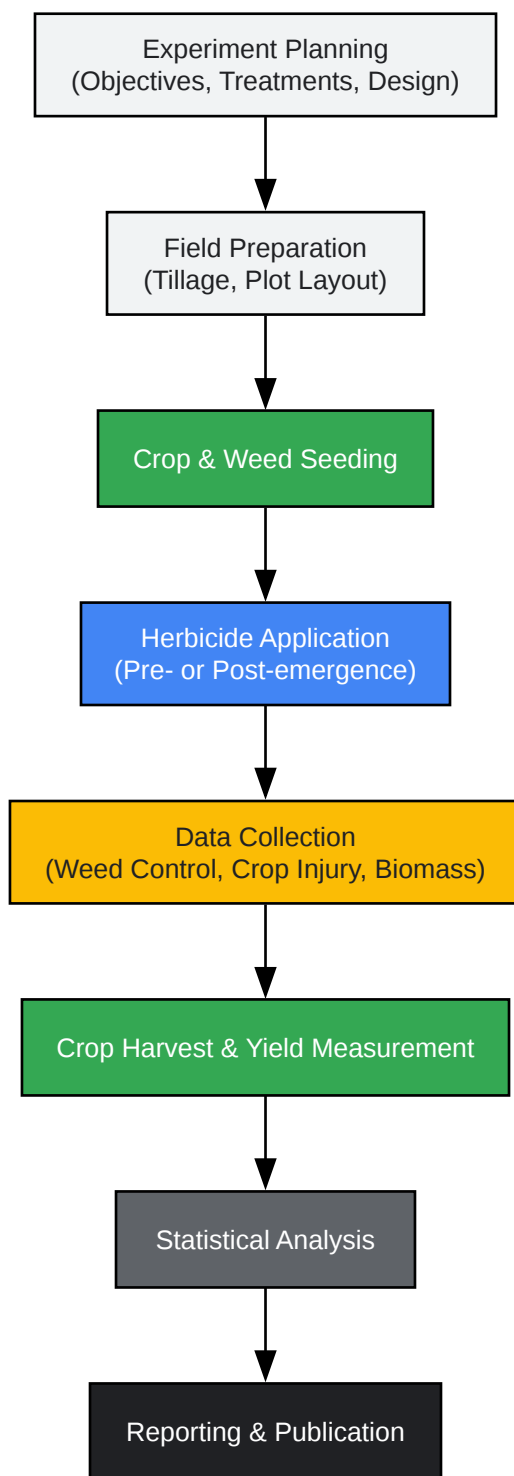 Experiment Planning
(Objectives, Treatments, Design)
Field Preparation
(Tillage, Plot Layout)
Crop & Weed Seeding
Herbicide Application
(Pre- or Post-emergence)
Data Collection
(Weed Control, Crop Injury, Biomass)
Crop Harvest & Yield Measurement
Statistical Analysis
Reporting & Publication